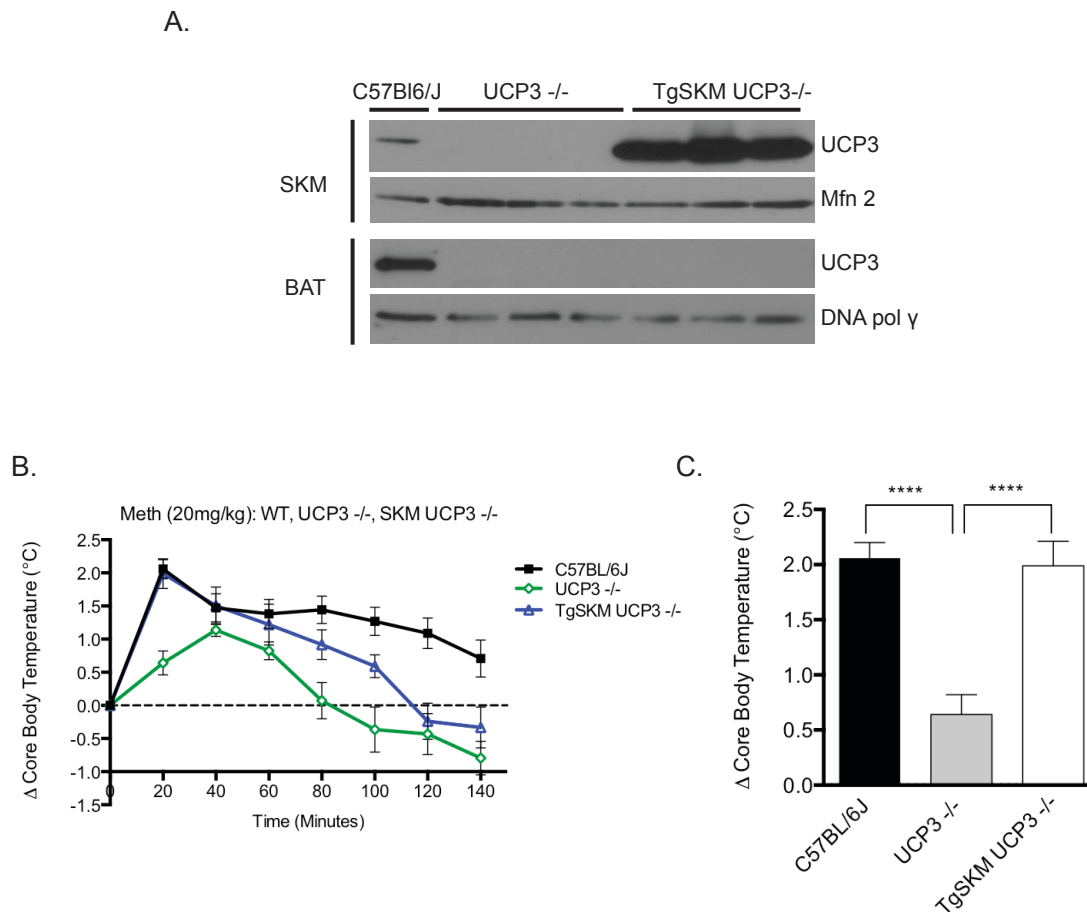 A.
C57Bl6/J UCP3 -/- TgSKM UCP3-/-
SKM
UCP3
Mfn 2
BAT
UCP3
DNA pol γ
B.
Meth (20mg/kg): WT, UCP3 -/-, SKM UCP3 -/-
Δ Core Body Temperature (°C)
2.5
2.0
1.5
1.0
0.5
0.0
-0.5
-1.0
-1.5
0 20 40 60 80 100 120 140
Time (Minutes)
C57BL/6J
UCP3 -/-
TgSKM UCP3 -/-
C.
**** ****
Δ Core Body Temperature (°C)
2.5
2.0
1.5
1.0
0.5
0.0
C57BL/6J
UCP3 -/-
TgSKM UCP3 -/-